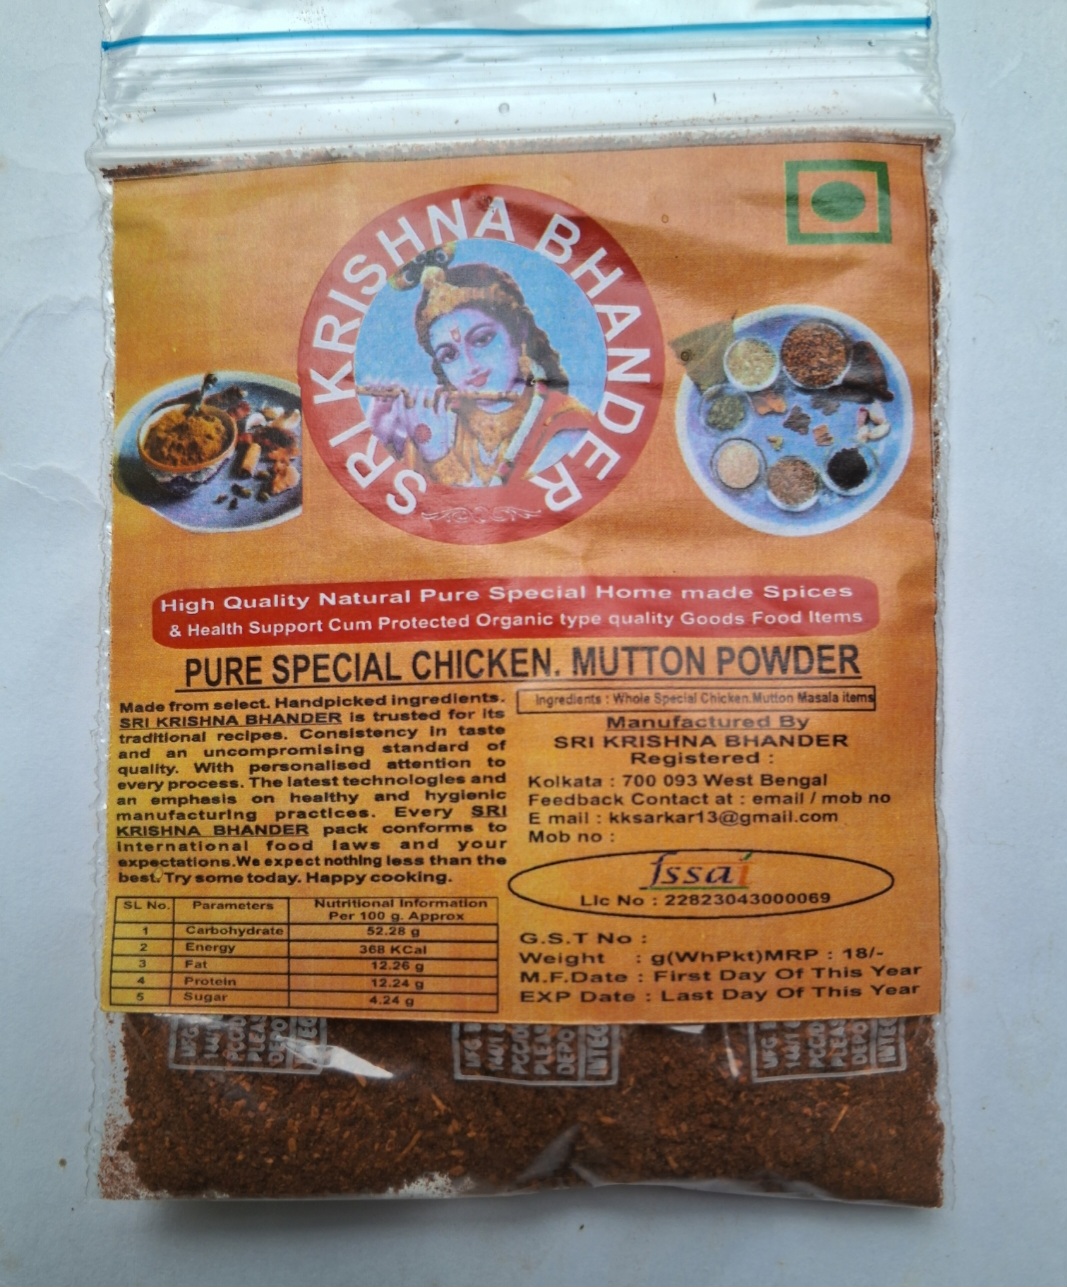 SRI KRISHNA BHANDER
High Quality Natural Pure Special Home made Spices
& Health Support Cum Protected Organic type quality Goods Food Items
PURE SPECIAL CHICKEN. MUTTON POWDER
Made from select. Handpicked ingredients.
SRI KRISHNA BHANDER is trusted for its
traditional recipes. Consistency in taste
and an uncompromising standard of
quality. With personalised attention to
every process. The latest technologies and
an emphasis on healthy and hygienic
manufacturing practices. Every SRI
KRISHNA BHANDER pack conforms to
international food laws and your
expectations.We expect nothing less than the
best. Try some today. Happy cooking.
SL No. Parameters Nutritional Information
Per 100 g. Approx
1 Carbohydrate 52.28 g
2 Energy 368 KCal
3 Fat 12.26 g
4 Protein 12.24 g
5 Sugar 4.24 g
Ingredients : Whole Special Chicken.Mutton Masala items
Manufactured By
SRI KRISHNA BHANDER
Registered :
Kolkata : 700 093 West Bengal
Feedback Contact at : email / mob no
E mail : kksarkar13@gmail.com
Mob no :
fssai
Lic No : 22823043000069
G.S.T No :
Weight : g(WhPkt)MRP : 18/-
M.F.Date : First Day Of This Year
EXP Date : Last Day Of This Year